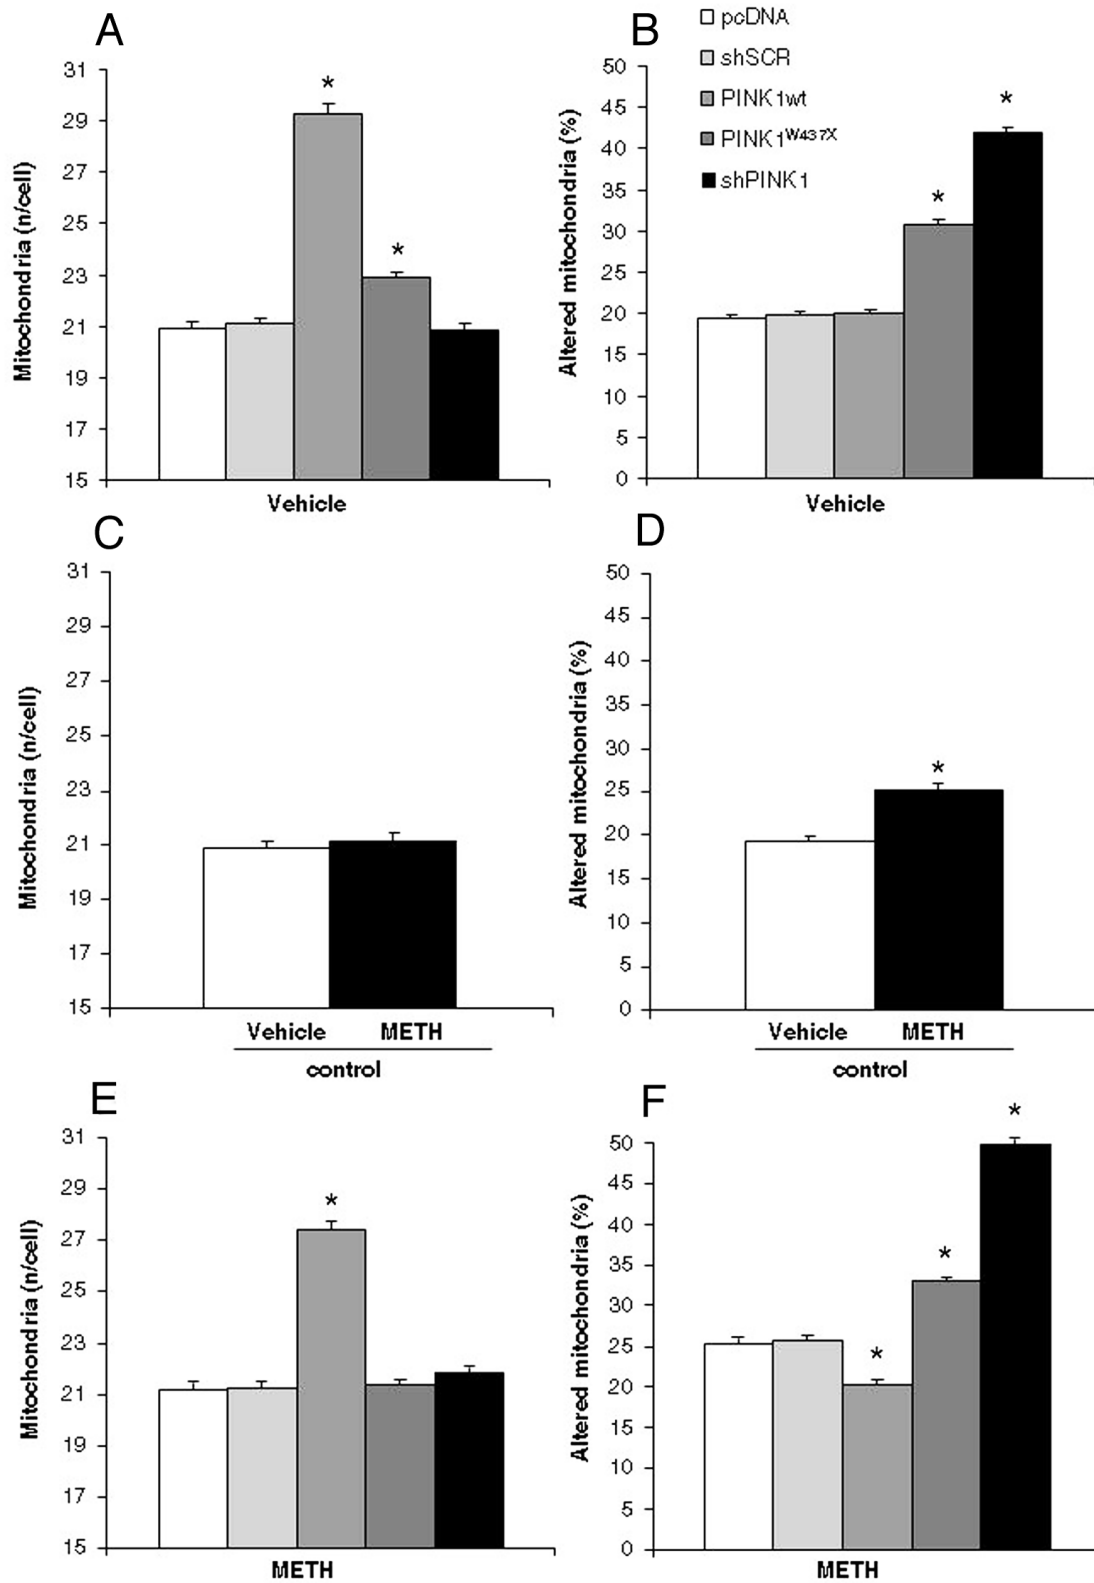 A
31
29
27
25
23
21
19
17
15
Mitochondria (n/cell)
*
*
Vehicle
B
pcDNA
shSCR
PINK1wt
PINK1W437X
shPINK1
50
45
40
35
30
25
20
15
10
5
0
Altered mitochondria (%)
*
*
Vehicle
C
31
29
27
25
23
21
19
17
15
Mitochondria (n/cell)
Vehicle METH
control
D
50
45
40
35
30
25
20
15
10
5
0
Altered mitochondria (%)
*
Vehicle METH
control
E
31
29
27
25
23
21
19
17
15
Mitochondria (n/cell)
*
METH
F
50
45
40
35
30
25
20
15
10
5
0
Altered mitochondria (%)
*
*
*
METH